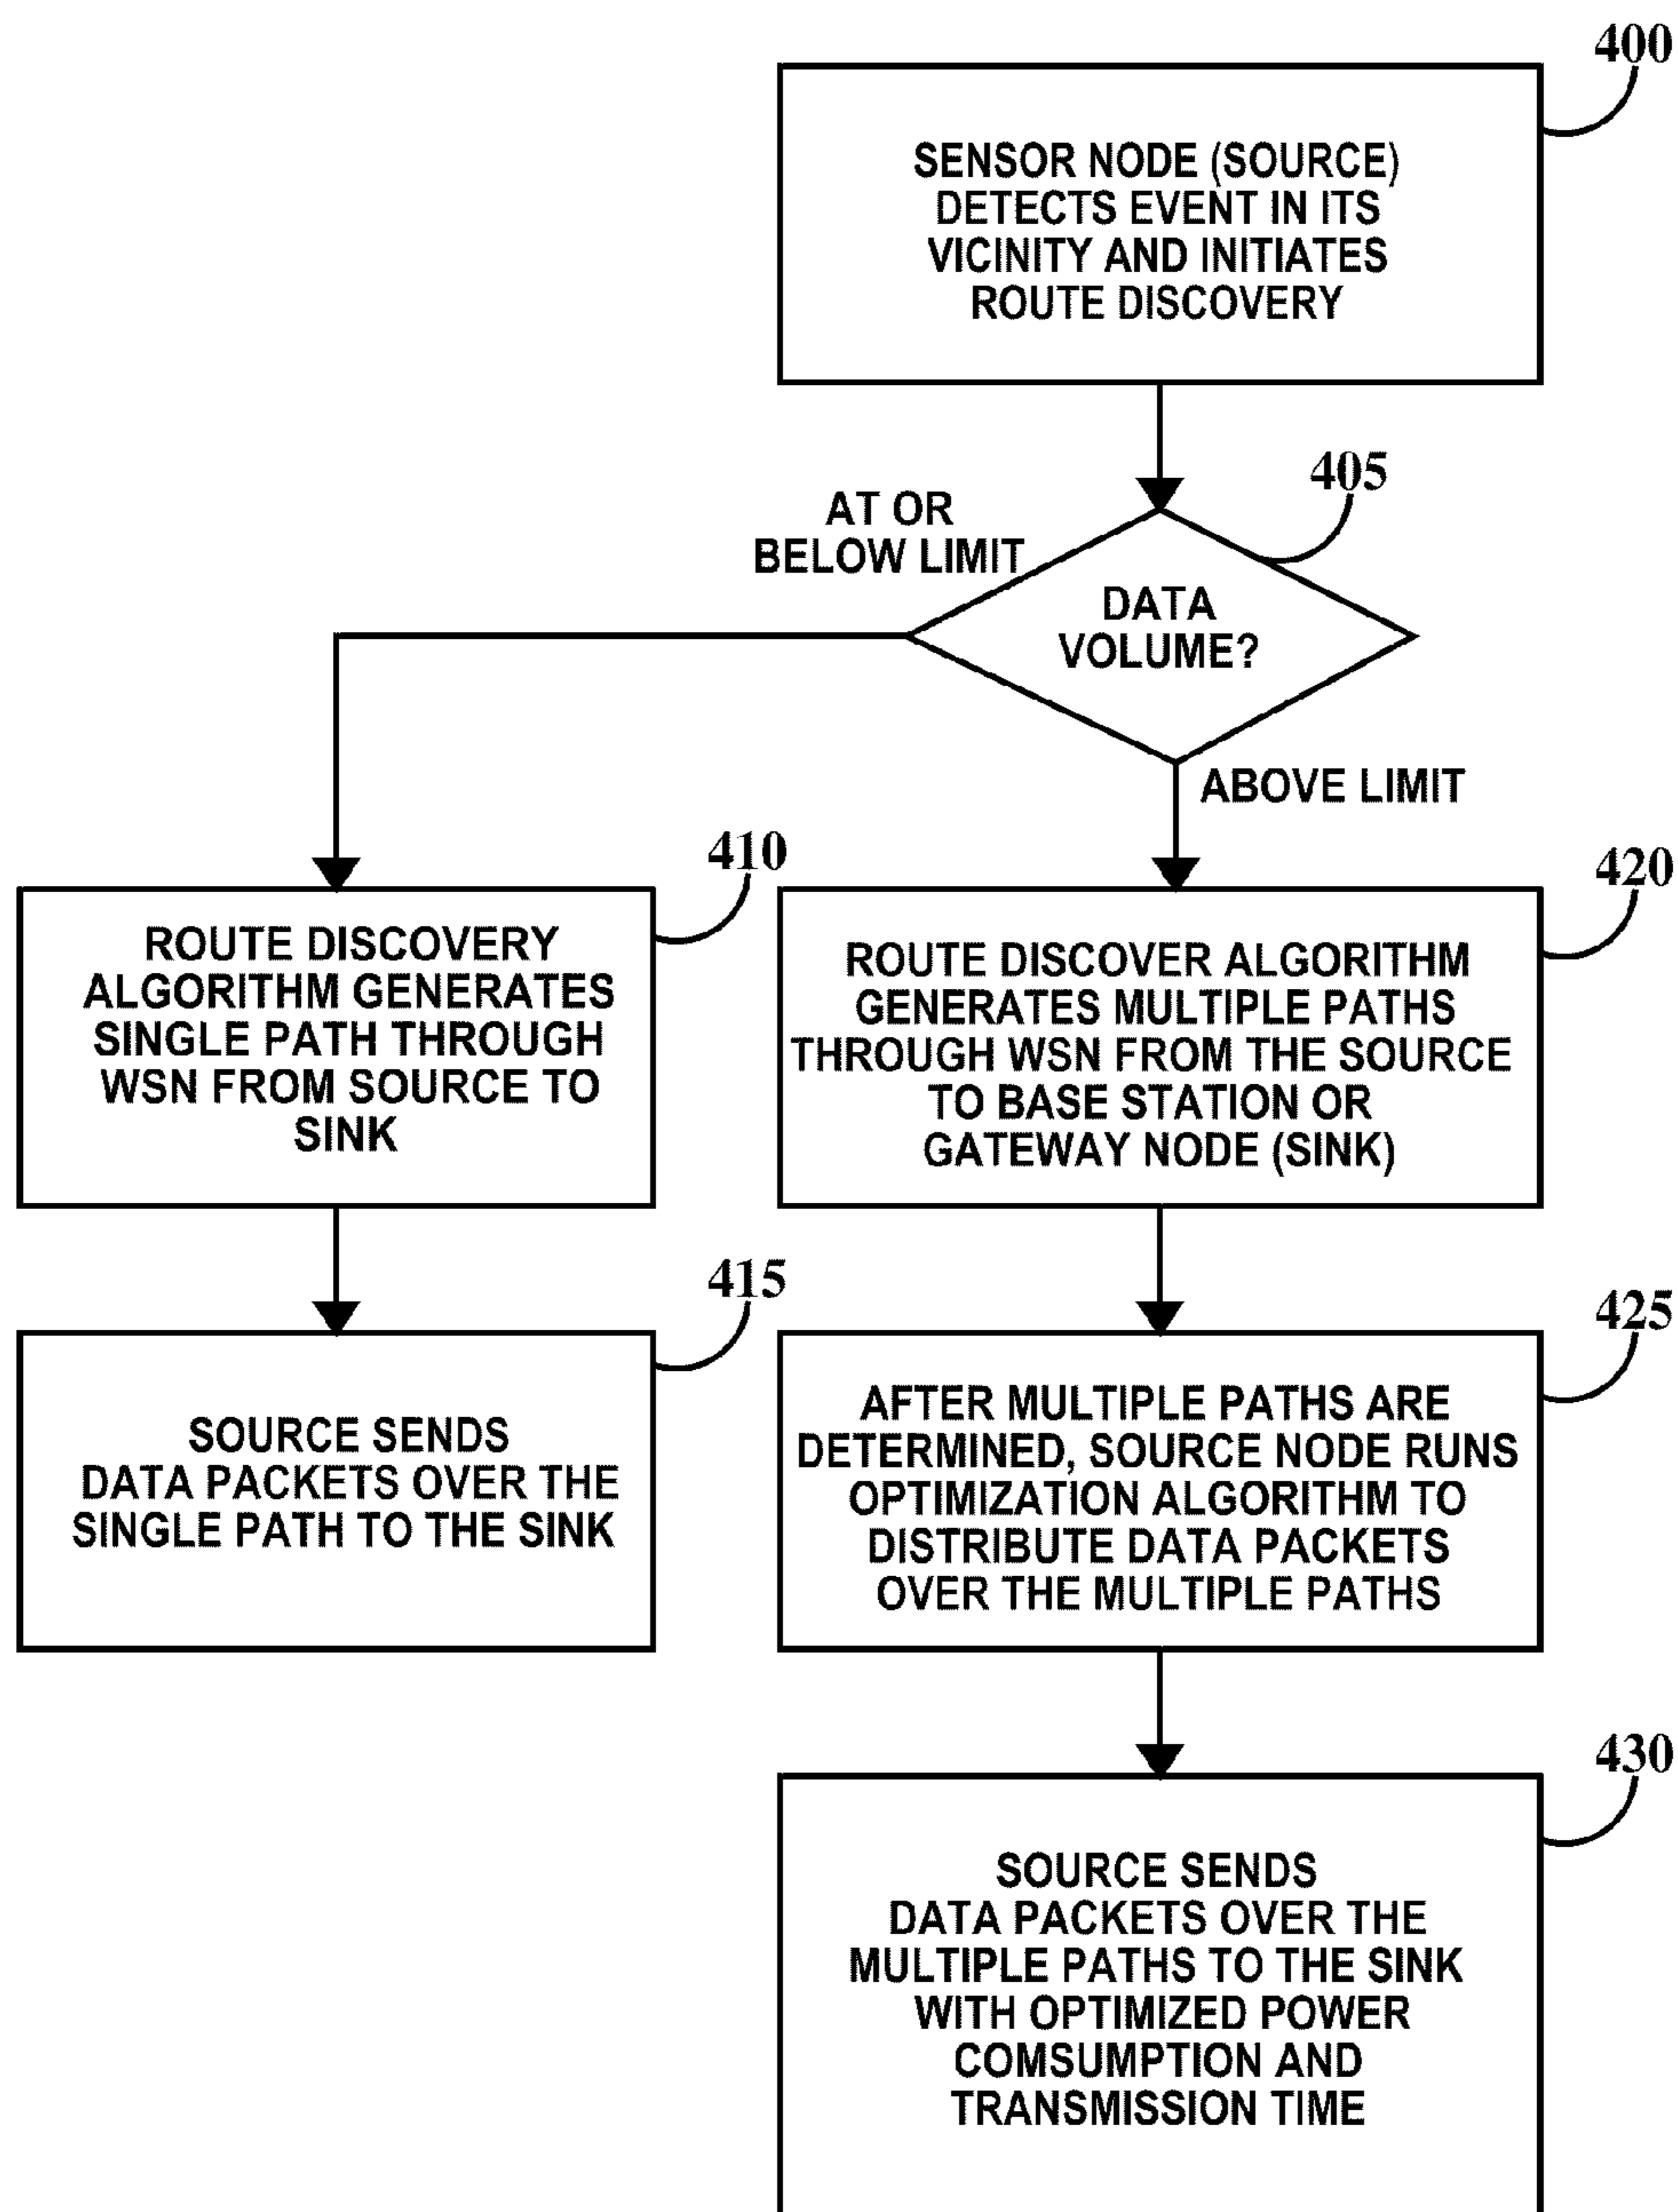 400
SENSOR NODE (SOURCE)
DETECTS EVENT IN ITS
VICINITY AND INITIATES
ROUTE DISCOVERY
405
AT OR
BELOW LIMIT
DATA
VOLUME?
ABOVE LIMIT
410
ROUTE DISCOVERY
ALGORITHM GENERATES
SINGLE PATH THROUGH
WSN FROM SOURCE TO
SINK
420
ROUTE DISCOVER ALGORITHM
GENERATES MULTIPLE PATHS
THROUGH WSN FROM THE SOURCE
TO BASE STATION OR
GATEWAY NODE (SINK)
415
SOURCE SENDS
DATA PACKETS OVER THE
SINGLE PATH TO THE SINK
425
AFTER MULTIPLE PATHS ARE
DETERMINED, SOURCE NODE RUNS
OPTIMIZATION ALGORITHM TO
DISTRIBUTE DATA PACKETS
OVER THE MULTIPLE PATHS
430
SOURCE SENDS
DATA PACKETS OVER THE
MULTIPLE PATHS TO THE SINK
WITH OPTIMIZED POWER
COMSUMPTION AND
TRANSMISSION TIME